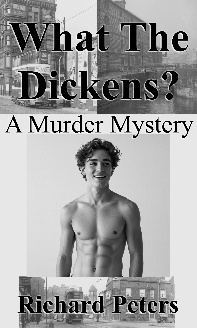 What The
Dickens?
A Murder Mystery
Richard Peters